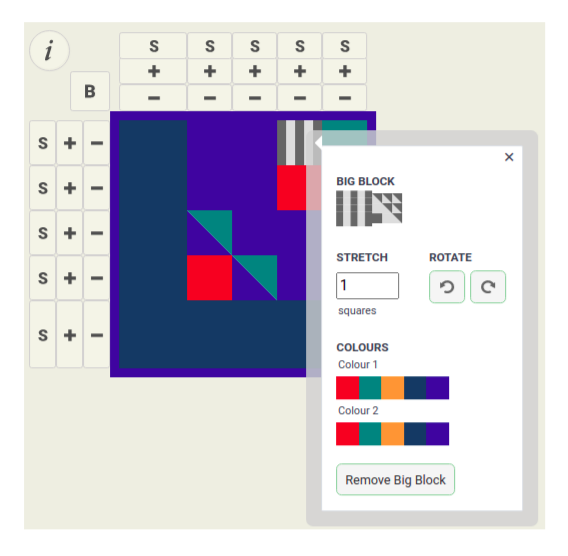 i
S S S S S
+ + + + +
B
− − − − −
S + −
S + −
S + −
S + −
S + −
×
BIG BLOCK
STRETCH ROTATE
1
squares
COLOURS
Colour 1
Colour 2
Remove Big Block